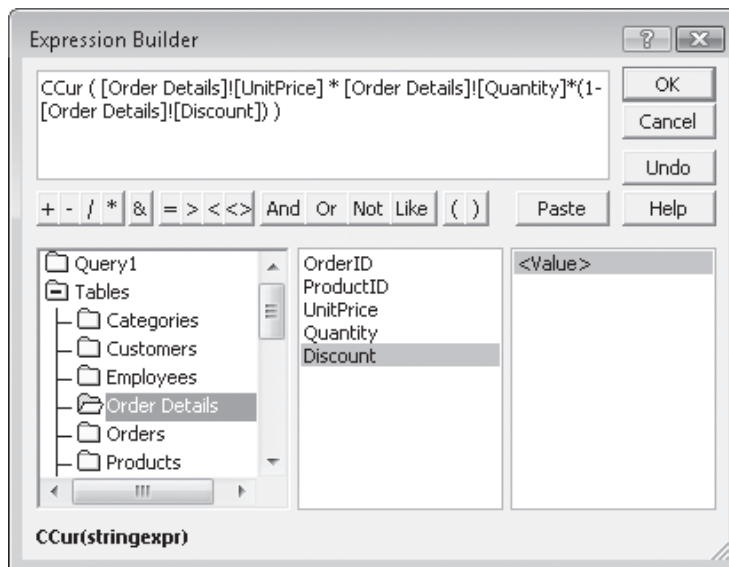 Expression Builder
CCur ( [Order Details]![UnitPrice] * [Order Details]![Quantity]*(1-
[Order Details]![Discount]) )
OK
Cancel
Undo
+ - / * & = > < <> And Or Not Like ( ) Paste Help
Query1
Tables
Categories
Customers
Employees
Order Details
Orders
Products
OrderID
ProductID
UnitPrice
Quantity
Discount
<Value>
CCur(stringexpr)